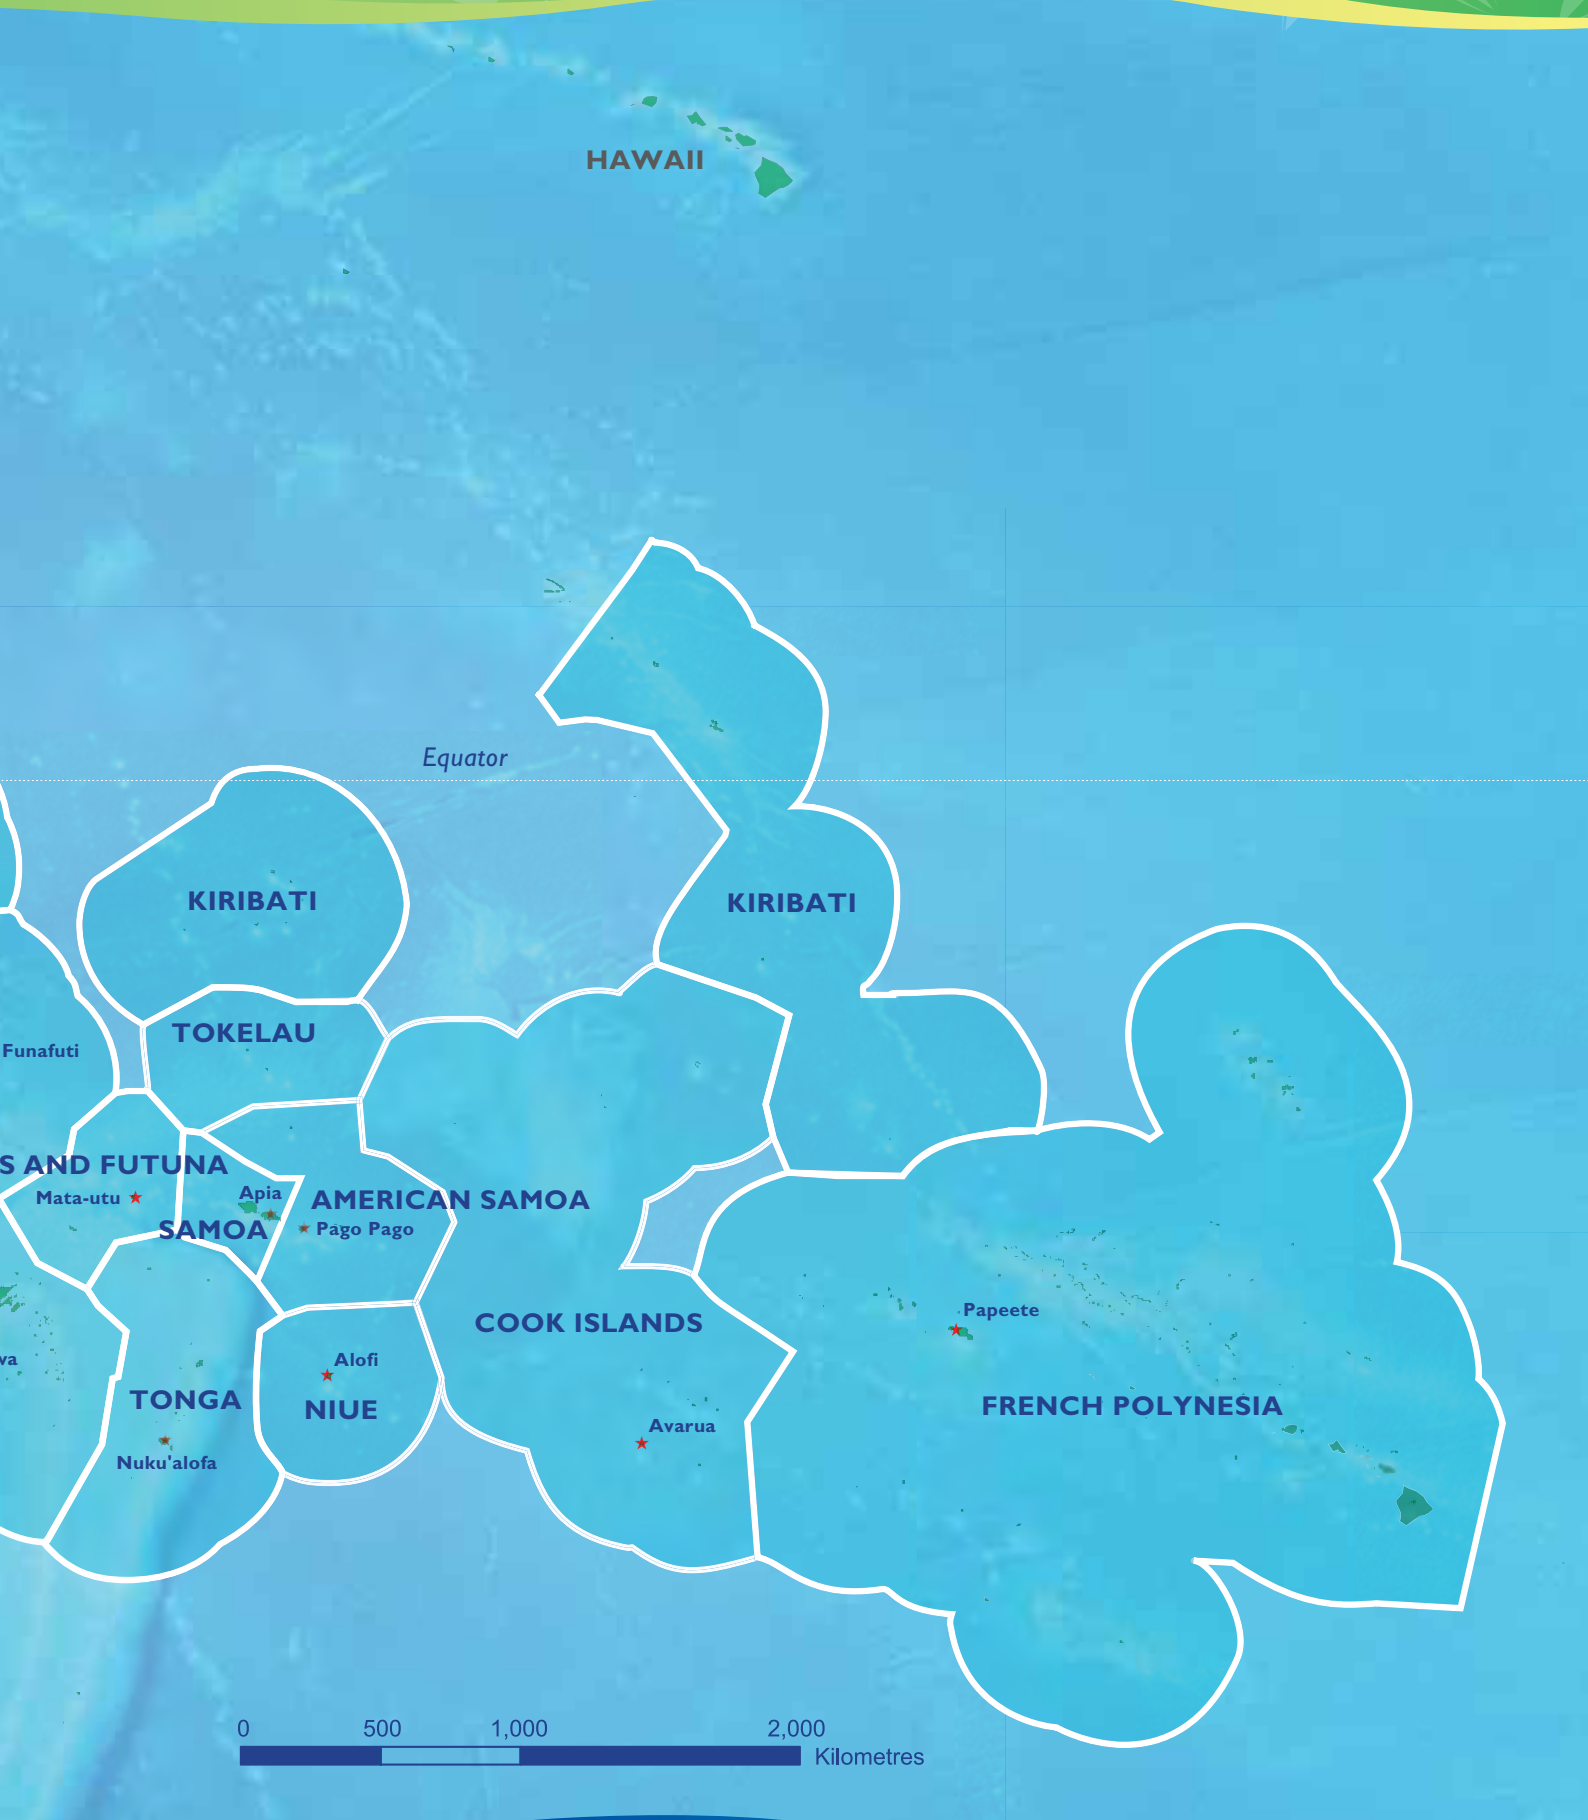 HAWAII
Equator
KIRIBATI
KIRIBATI
TOKELAU
Funafuti
S AND FUTUNA
Mata-utu
Apia
AMERICAN SAMOA
SAMOA
Pago Pago
COOK ISLANDS
Papeete
va
Alofi
TONGA
NIUE
FRENCH POLYNESIA
Avarua
Nuku'alofa
0 500 1,000 2,000
Kilometres